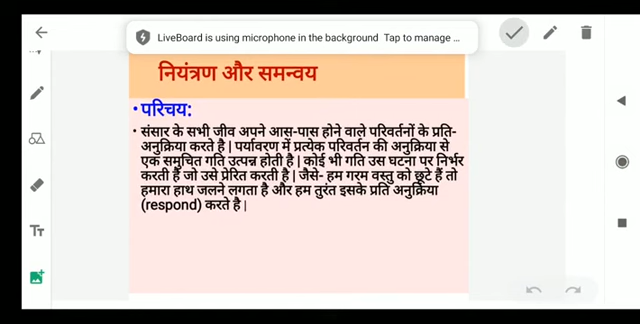 LiveBoard is using microphone in the background Tap to manage ...
नियंत्रण और समन्वय
• परिचय:
• संसार के सभी जीव अपने आस-पास होने वाले परिवर्तनों के प्रति-
अनुक्रिया करते है | पर्यावरण में प्रत्येक परिवर्तन की अनुक्रिया से
एक समुचित गति उत्पन्न होती है | कोई भी गति उस घटना पर निर्भर
करती है जो उसे प्रेरित करती है | जैसे- हम गरम वस्तु को छूटे हैं तो
हमारा हाथ जलने लगता है और हम तुरंत इसके प्रति अनुक्रिया
(respond) करते है |
Tт